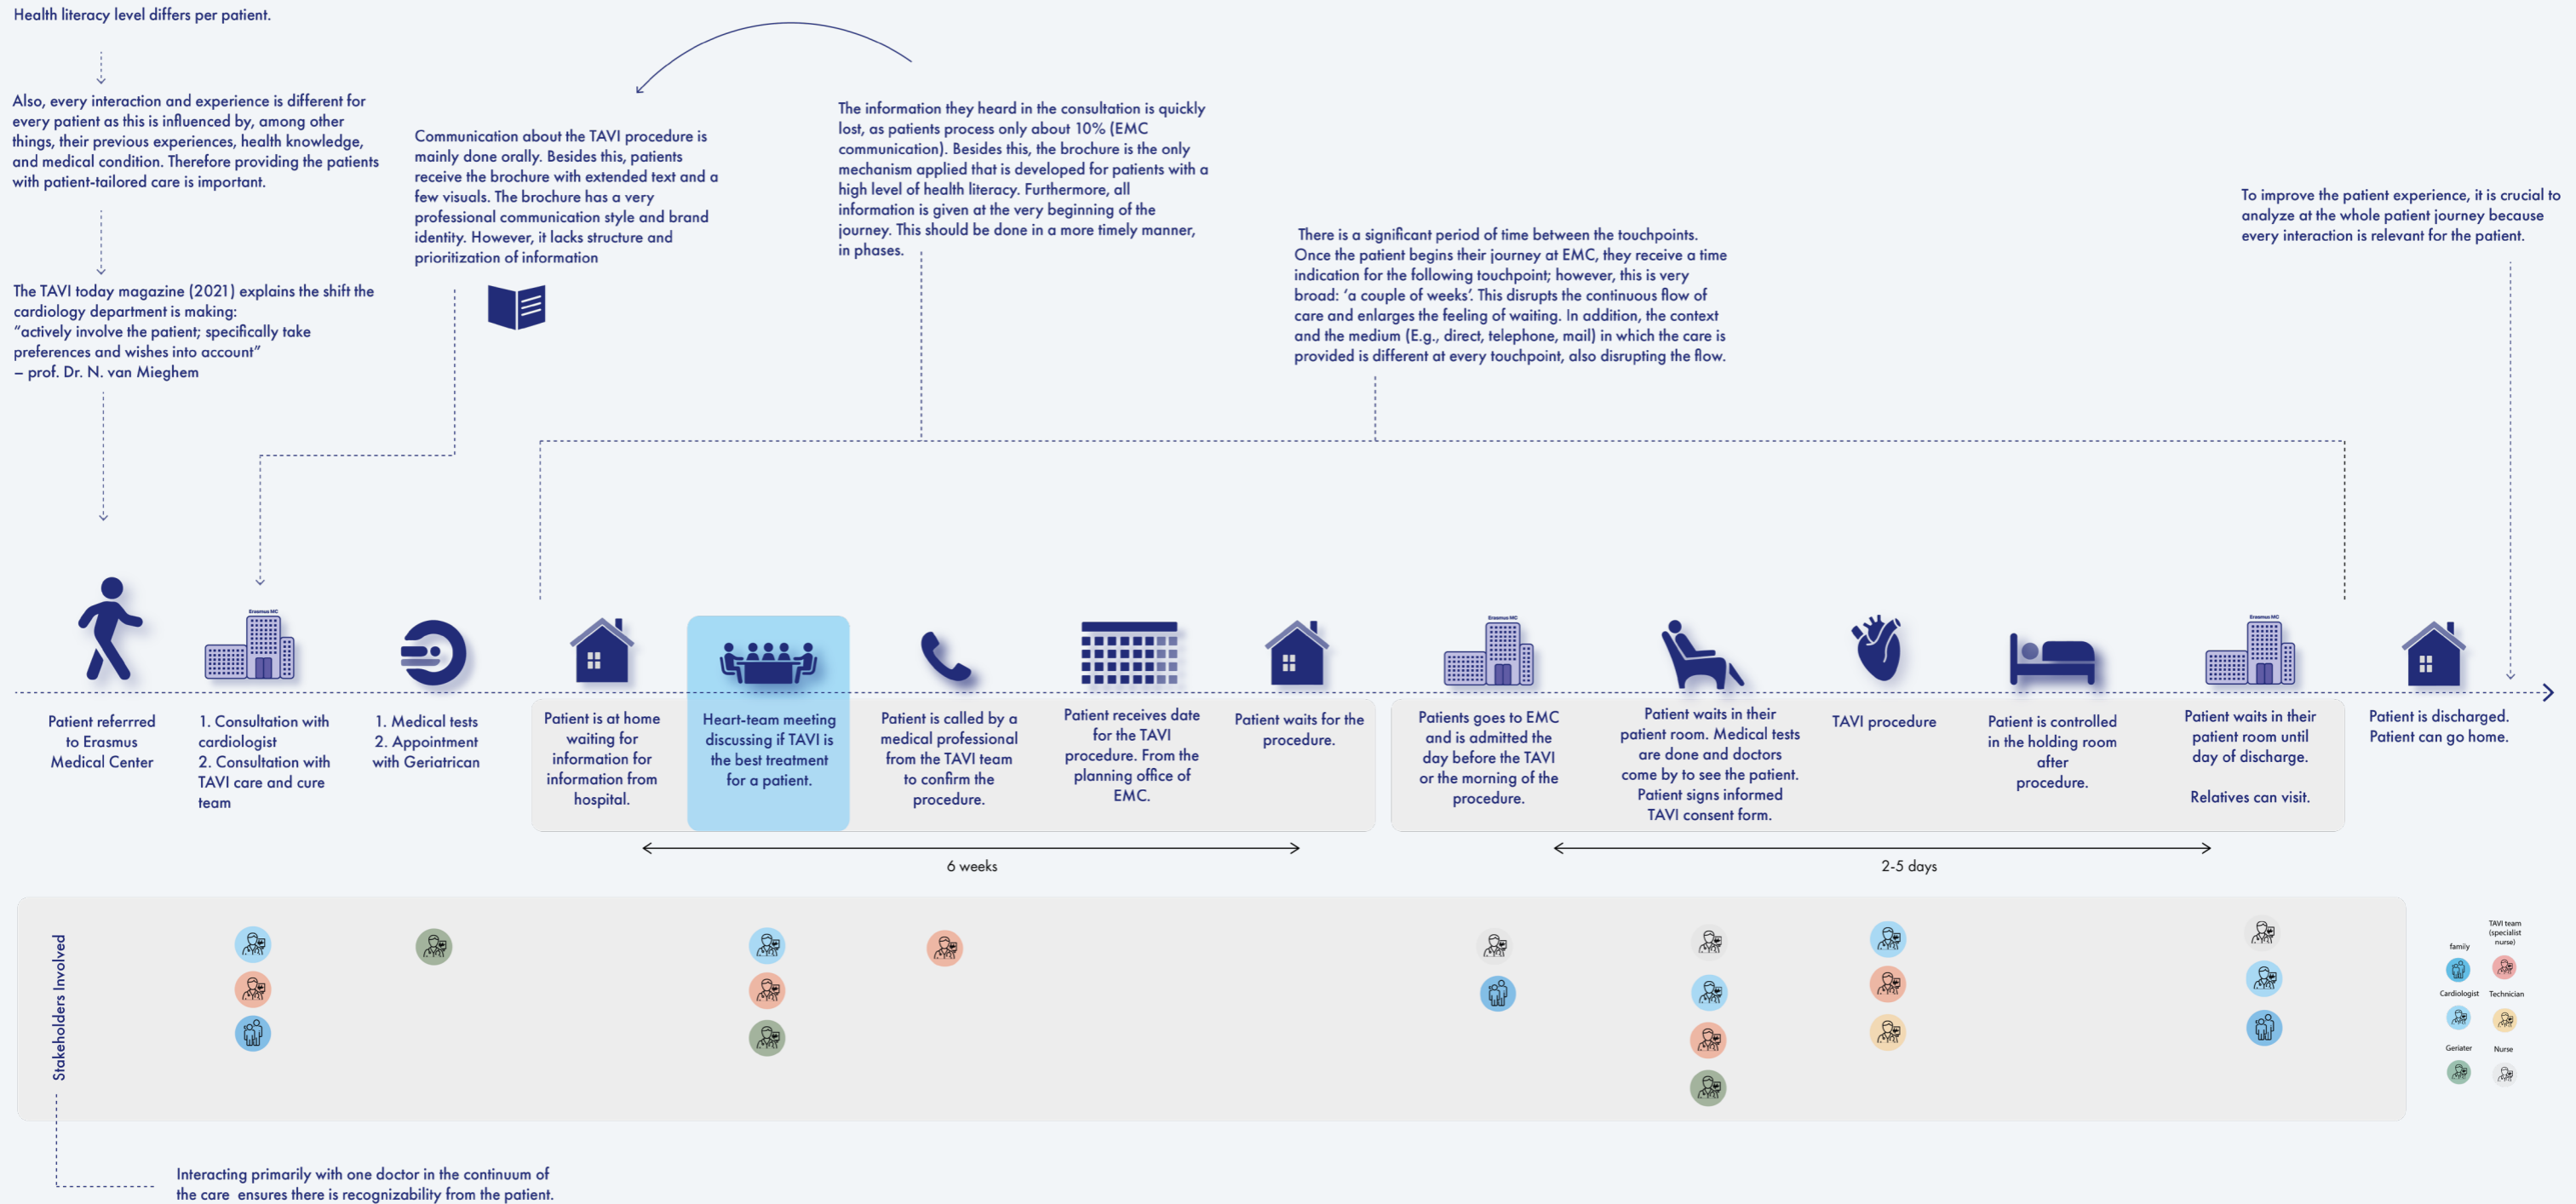 Health literacy level differs per patient.
Also, every interaction and experience is different for
every patient as this is influenced by, among other
things, their previous experiences, health knowledge,
and medical condition. Therefore providing the patients
with patient-tailored care is important.
The TAVI today magazine (2021) explains the shift the
cardiology department is making:
“actively involve the patient; specifically take
preferences and wishes into account”
– prof. Dr. N. van Mieghem
Communication about the TAVI procedure is
mainly done orally. Besides this, patients
receive the brochure with extended text and a
few visuals. The brochure has a very
professional communication style and brand
identity. However, it lacks structure and
prioritization of information
The information they heard in the consultation is quickly
lost, as patients process only about 10% (EMC
communication). Besides this, the brochure is the only
mechanism applied that is developed for patients with a
high level of health literacy. Furthermore, all
information is given at the very beginning of the
journey. This should be done in a more timely manner,
in phases.
There is a significant period of time between the touchpoints.
Once the patient begins their journey at EMC, they receive a time
indication for the following touchpoint; however, this is very
broad: ‘a couple of weeks’. This disrupts the continuous flow of
care and enlarges the feeling of waiting. In addition, the context
and the medium (E.g., direct, telephone, mail) in which the care is
provided is different at every touchpoint, also disrupting the flow.
To improve the patient experience, it is crucial to
analyze at the whole patient journey because
every interaction is relevant for the patient.
Erasmus MC
Erasmus MC
Erasmus MC
Patient referrred
to Erasmus
Medical Center
1. Consultation with
cardiologist
2. Consultation with
TAVI care and cure
team
1. Medical tests
2. Appointment
with Geriatrican
Patient is at home
waiting for
information for
information from
hospital.
Heart-team meeting
discussing if TAVI is
the best treatment
for a patient.
Patient is called by a
medical professional
from the TAVI team
to confirm the
procedure.
Patient receives date
for the TAVI
procedure. From the
planning office of
EMC.
Patient waits for the
procedure.
Patients goes to EMC
and is admitted the
day before the TAVI
or the morning of the
procedure.
Patient waits in their
patient room. Medical tests
are done and doctors
come by to see the patient.
Patient signs informed
TAVI consent form.
TAVI procedure
Patient is controlled
in the holding room
after
procedure.
Patient waits in their
patient room until
day of discharge.
Relatives can visit.
Patient is discharged.
Patient can go home.
6 weeks
2-5 days
Stakeholders Involved
family
TAVI team
(specialist
nurse)
Cardiologist
Technician
Geriater
Nurse
Interacting primarily with one doctor in the continuum of
the care ensures there is recognizability from the patient.